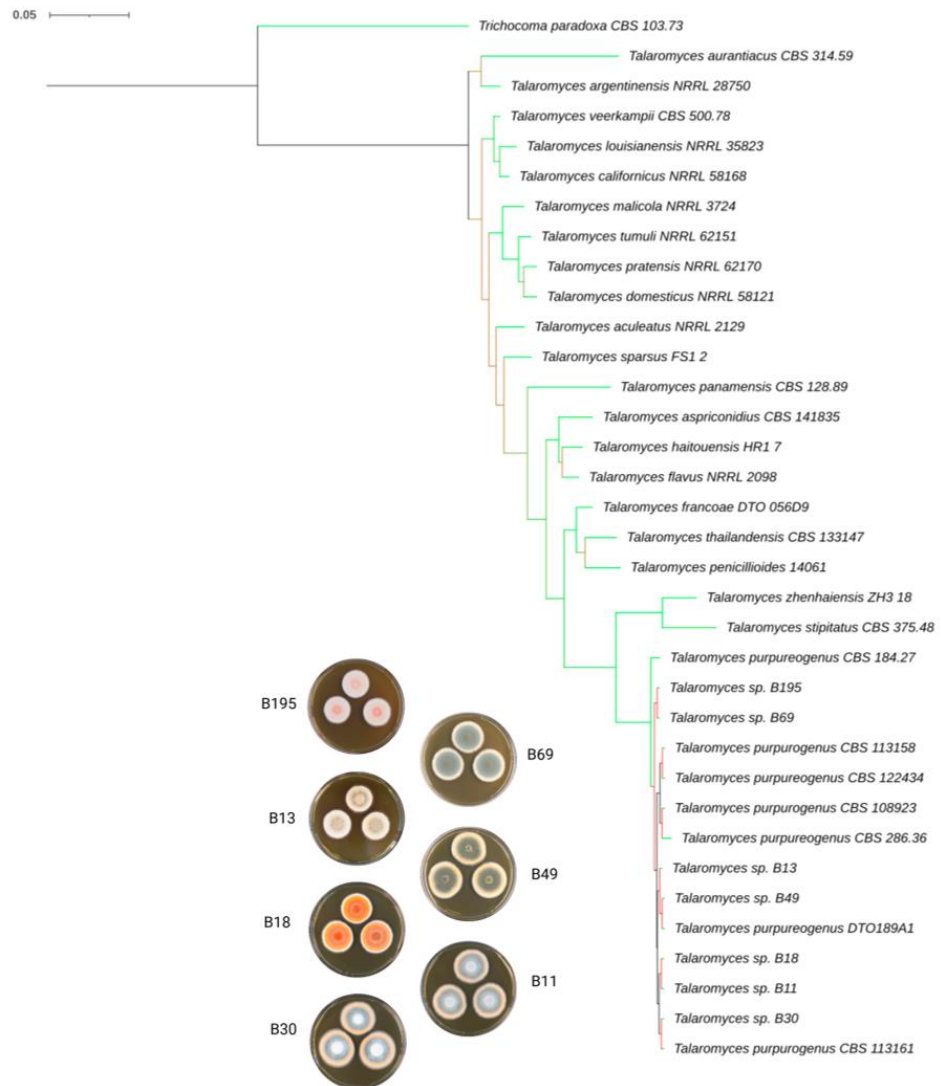 0.05
Trichocoma paradoxa CBS 103.73
Talaromyces aurantiacus CBS 314.59
Talaromyces argentinensis NRRL 28750
Talaromyces veerkampii CBS 500.78
Talaromyces louisianensis NRRL 35823
Talaromyces californicus NRRL 58168
Talaromyces malicola NRRL 3724
Talaromyces tumuli NRRL 62151
Talaromyces pratensis NRRL 62170
Talaromyces domesticus NRRL 58121
Talaromyces aculeatus NRRL 2129
Talaromyces sparsus FS1 2
Talaromyces panamensis CBS 128.89
Talaromyces aspriconidius CBS 141835
Talaromyces haitouensis HR1 7
Talaromyces flavus NRRL 2098
Talaromyces francoae DTO 056D9
Talaromyces thailandensis CBS 133147
Talaromyces penicillioides 14061
Talaromyces zhenhaiensis ZH3 18
Talaromyces stipitatus CBS 375.48
Talaromyces purpureogenus CBS 184.27
Talaromyces sp. B195
Talaromyces sp. B69
Talaromyces purpurogenus CBS 113158
Talaromyces purpureogenus CBS 122434
Talaromyces purpurogenus CBS 108923
Talaromyces purpureogenus CBS 286.36
Talaromyces sp. B13
Talaromyces sp. B49
Talaromyces purpureogenus DTO189A1
Talaromyces sp. B18
Talaromyces sp. B11
Talaromyces sp. B30
Talaromyces purpurogenus CBS 113161
B195
B69
B13
B49
B18
B11
B30